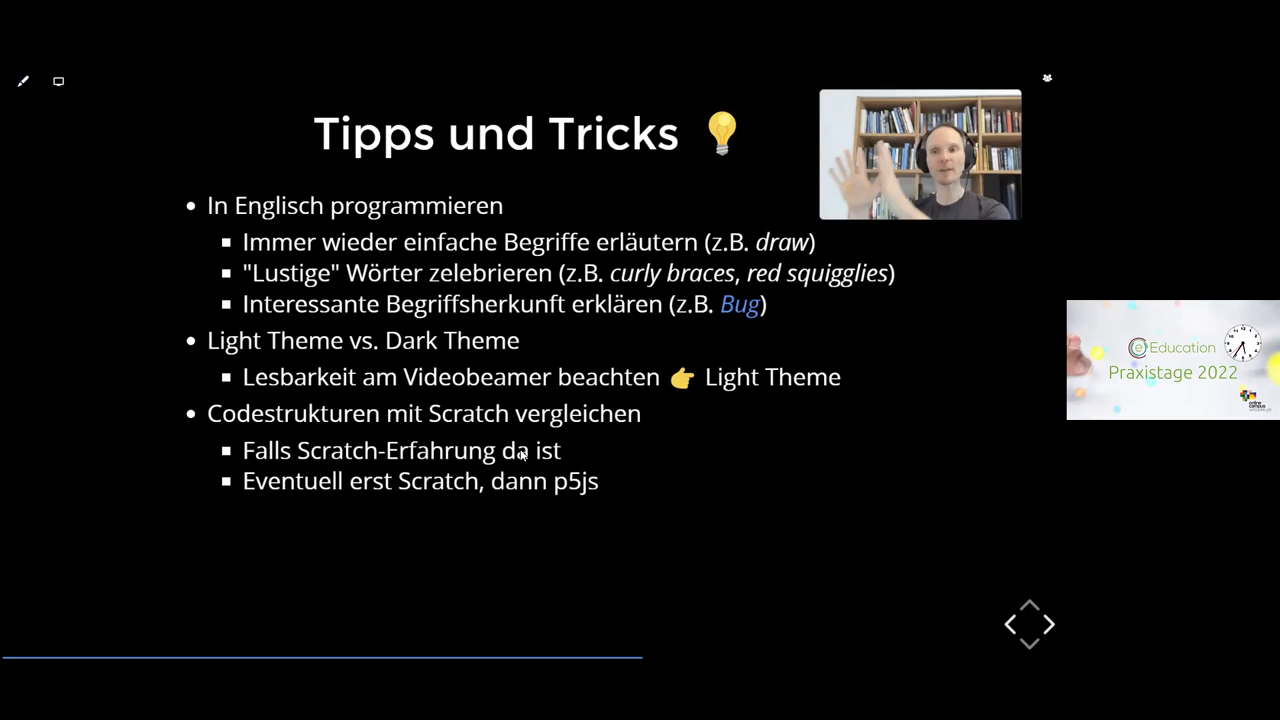 Tipps und Tricks
In Englisch programmieren
Immer wieder einfache Begriffe erläutern (z.B. draw)
"Lustige" Wörter zelebrieren (z.B. curly braces, red squigglies)
Interessante Begriffsherkunft erklären (z.B. Bug)
Light Theme vs. Dark Theme
Lesbarkeit am Videobeamer beachten 👉 Light Theme
Codestrukturen mit Scratch vergleichen
Falls Scratch-Erfahrung da ist
Eventuell erst Scratch, dann p5js
eEducation
Praxistage 2022